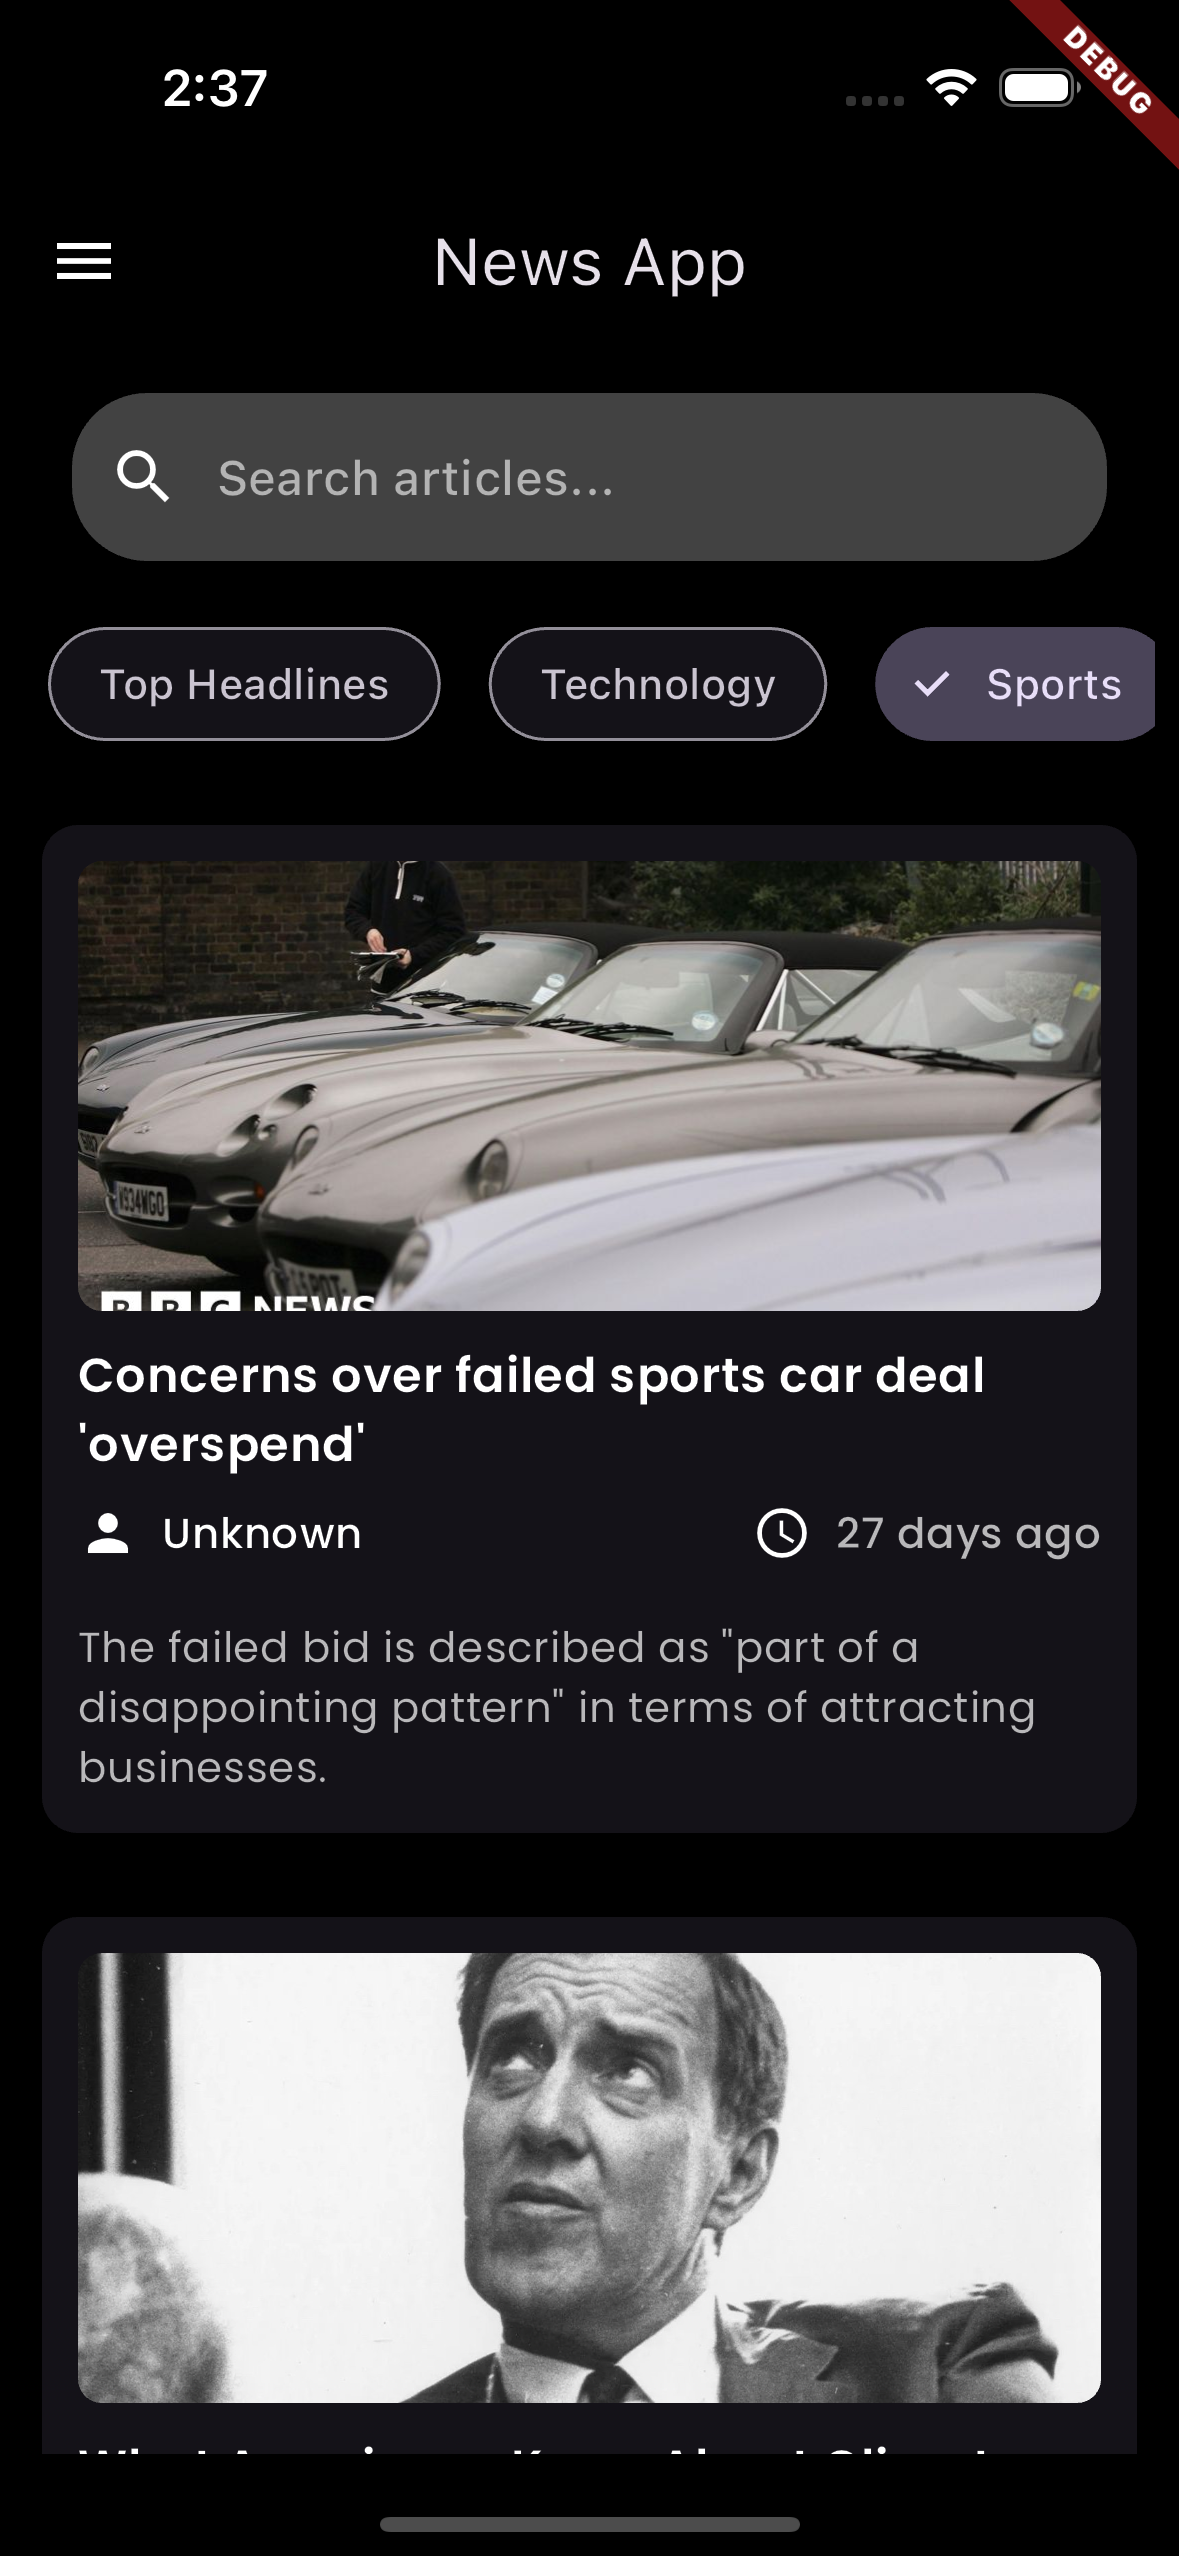 2:37
DEBUG
News App
Search articles...
Top Headlines
Technology
Sports
N934WGO
BBC NEWS
Concerns over failed sports car deal
'overspend'
Unknown
27 days ago
The failed bid is described as "part of a
disappointing pattern" in terms of attracting
businesses.